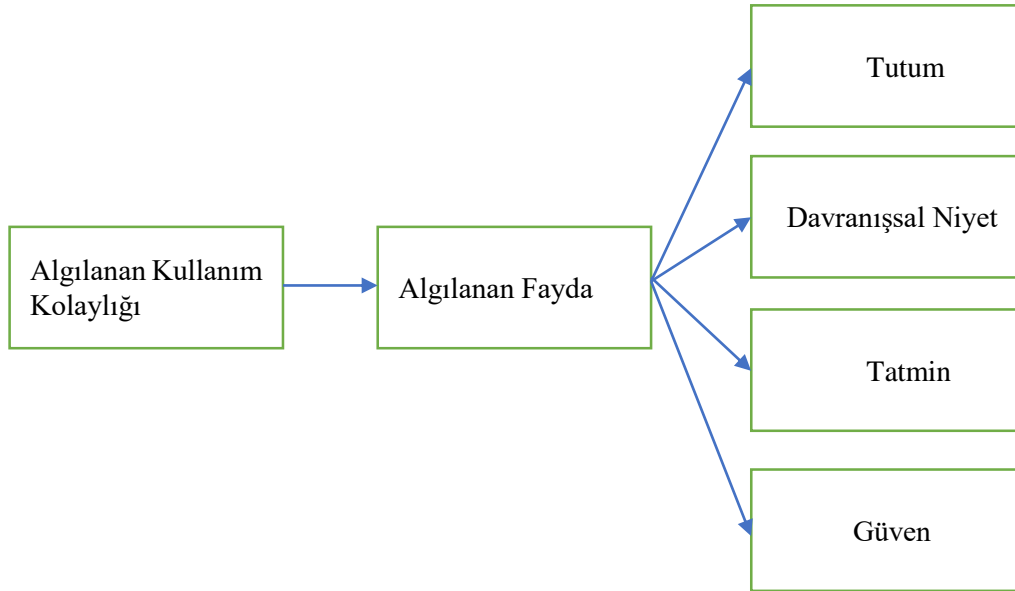 Tutum
Davranışsal Niyet
Algılanan Kullanım
Kolaylığı
Algılanan Fayda
Tatmin
Güven